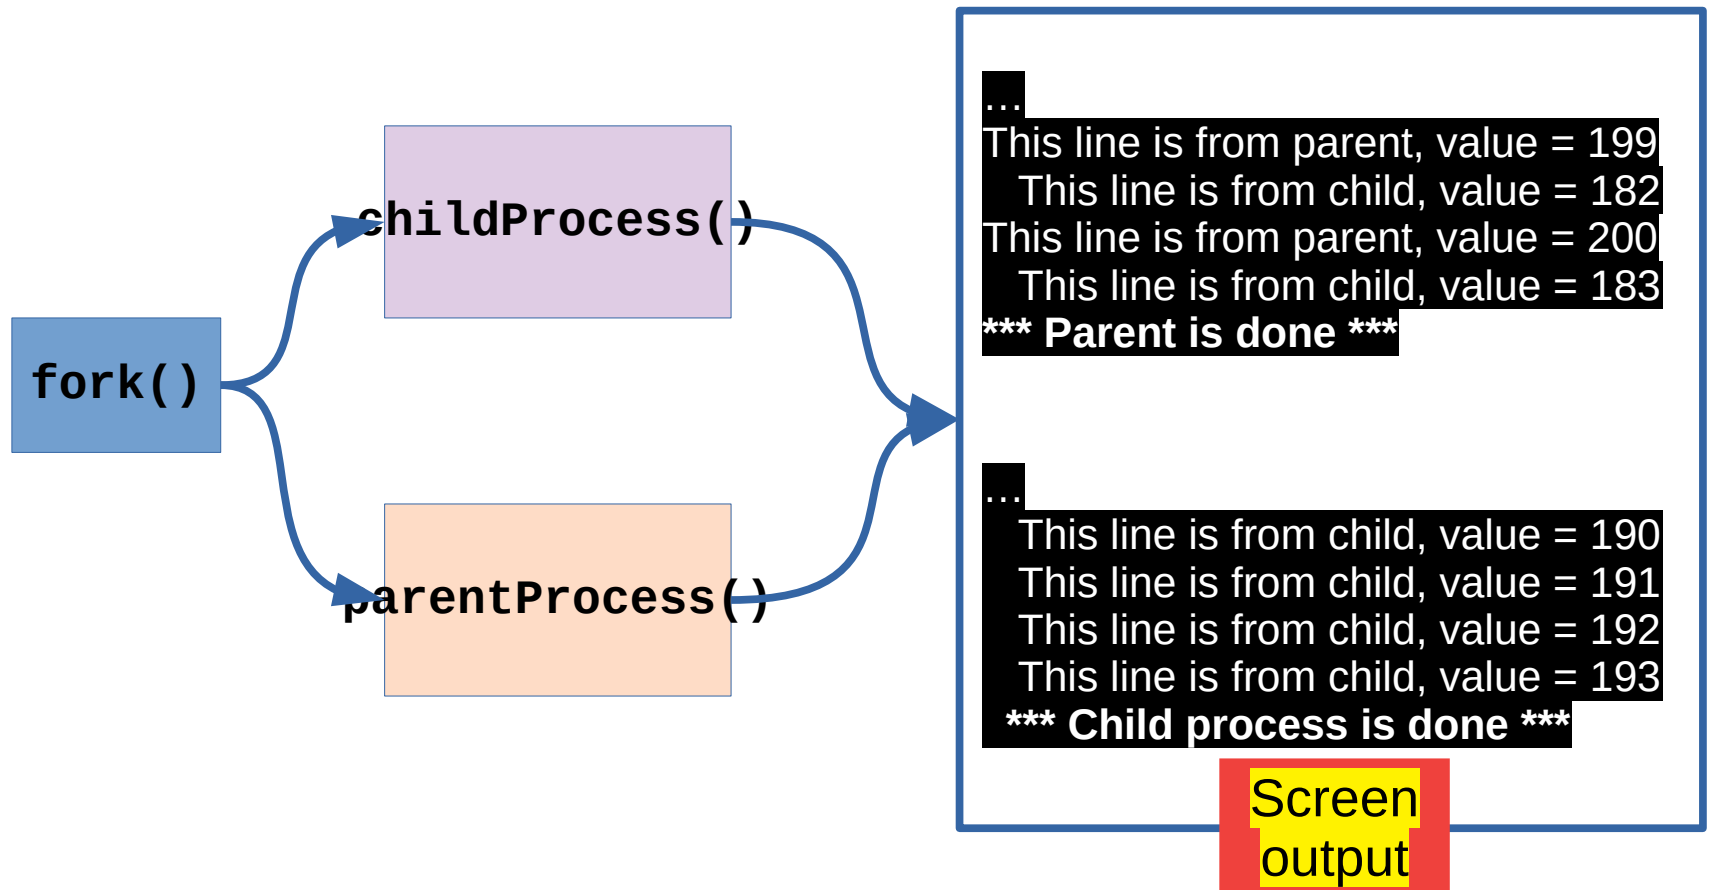 fork()
childProcess()
parentProcess()
...
This line is from parent, value = 199
This line is from child, value = 182
This line is from parent, value = 200
This line is from child, value = 183
*** Parent is done ***
...
This line is from child, value = 190
This line is from child, value = 191
This line is from child, value = 192
This line is from child, value = 193
*** Child process is done ***
Screen
output